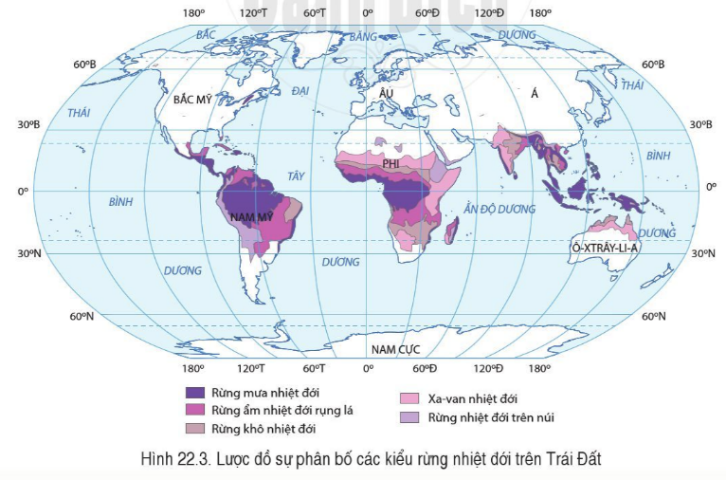 180° 120°T 60°T 0° 60°Đ 120°Đ 180°
BẮC BĂNG DƯƠNG
60°B 60°B
BẮC MỸ ĐẠI ÂU Á THÁI
THÁI
30°B 30°B
PHI BÌNH
TÂY
0° 0°
BÌNH NAM MỸ ẤN ĐỘ DƯƠNG
DƯƠNG
Ô-XTRÂY-LI-A
30°N 30°N
DƯƠNG DƯƠNG
60°N 60°N
NAM CỰC
180° 120°T 60°T 0° 60°Đ 120°Đ 180°
Rừng mưa nhiệt đới
Rừng ẩm nhiệt đới rụng lá
Rừng khô nhiệt đới
Xa-van nhiệt đới
Rừng nhiệt đới trên núi
Hình 22.3. Lược đồ sự phân bố các kiểu rừng nhiệt đới trên Trái Đất